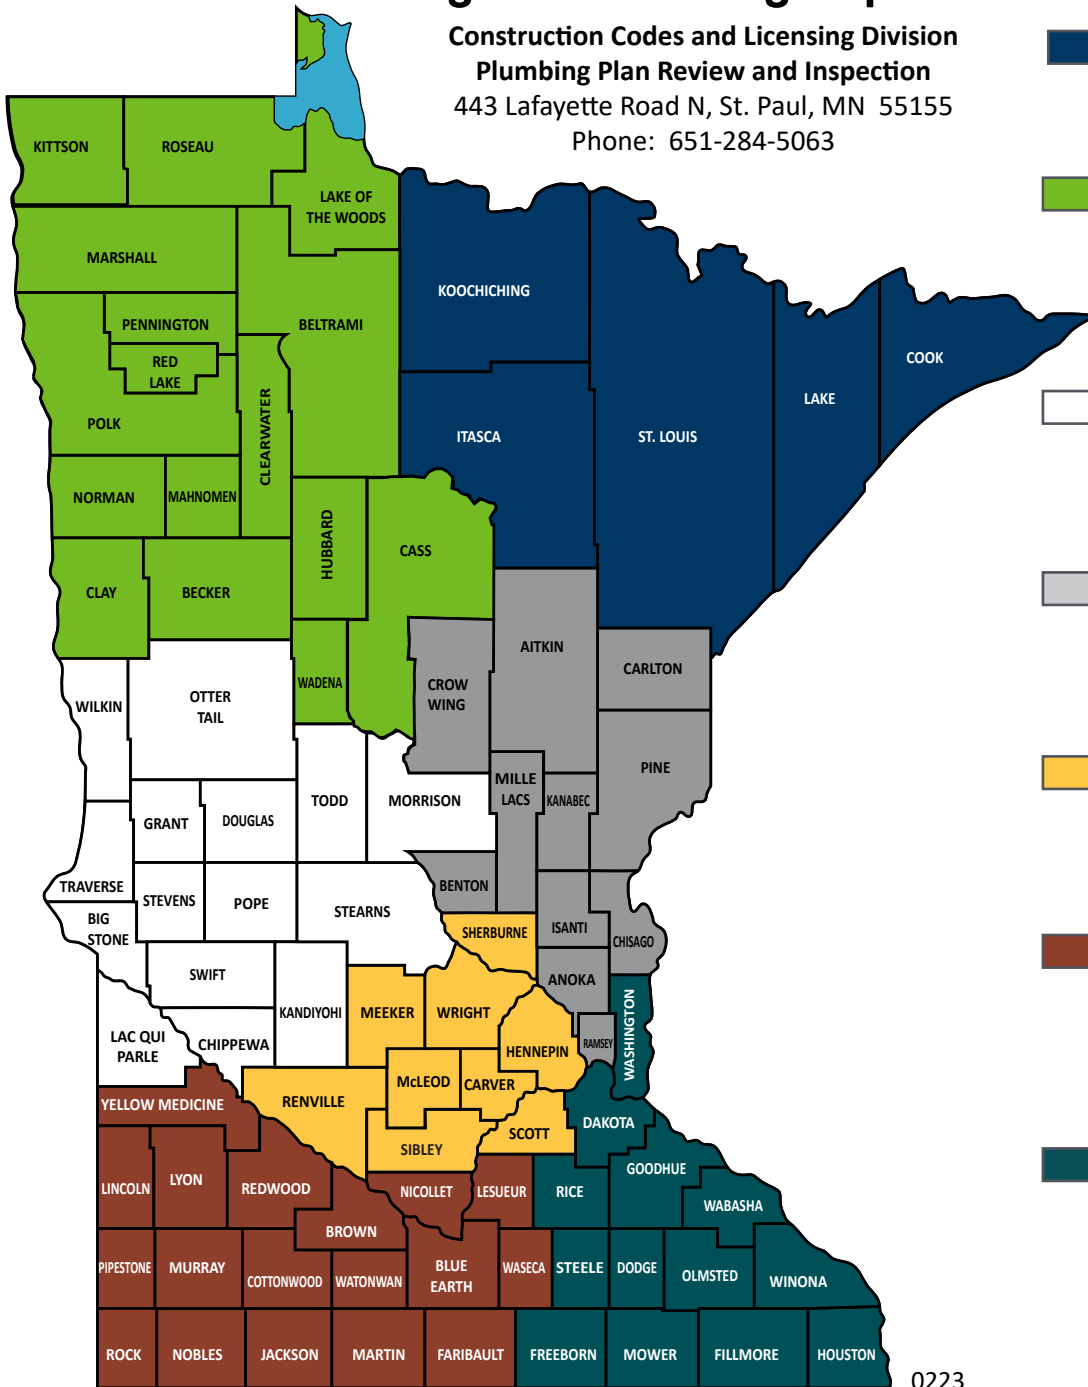 Construction Codes and Licensing Division
Plumbing Plan Review and Inspection
443 Lafayette Road N, St. Paul, MN 55155
Phone: 651-284-5063
KITTSON
ROSEAU
LAKE OF
THE WOODS
MARSHALL
KOOCHICHING
PENNINGTON
BELTRAMI
RED
LAKE
COOK
LAKE
POLK
CLEARWATER
ITASCA
ST. LOUIS
NORMAN
MAHNOMEN
HUBBARD
CASS
CLAY
BECKER
AITKIN
CARLTON
WADENA
CROW
WING
WILKIN
OTTER
TAIL
PINE
MILLE
LACS
KANABEC
TODD
MORRISON
GRANT
DOUGLAS
TRAVERSE
BENTON
STEVENS
POPE
STEARNS
BIG
STONE
SHERBURNE
ISANTI
CHISAGO
SWIFT
ANOKA
KANDIYOHI
MEEKER
WRIGHT
WASHINGTON
LAC QUI
PARLE
CHIPPEWA
HENNEPIN
RAMSEY
McLEOD
CARVER
YELLOW MEDICINE
RENVILLE
DAKOTA
SCOTT
SIBLEY
GOODHUE
LINCOLN
LYON
REDWOOD
NICOLLET
LESUEUR
RICE
WABASHA
BROWN
PIPESTONE
MURRAY
COTTONWOOD
WATONWAN
BLUE
EARTH
WASECA
STEELE
DODGE
OLMSTED
WINONA
ROCK
NOBLES
JACKSON
MARTIN
FARIBAULT
FREEBORN
MOWER
FILLMORE
HOUSTON
0223